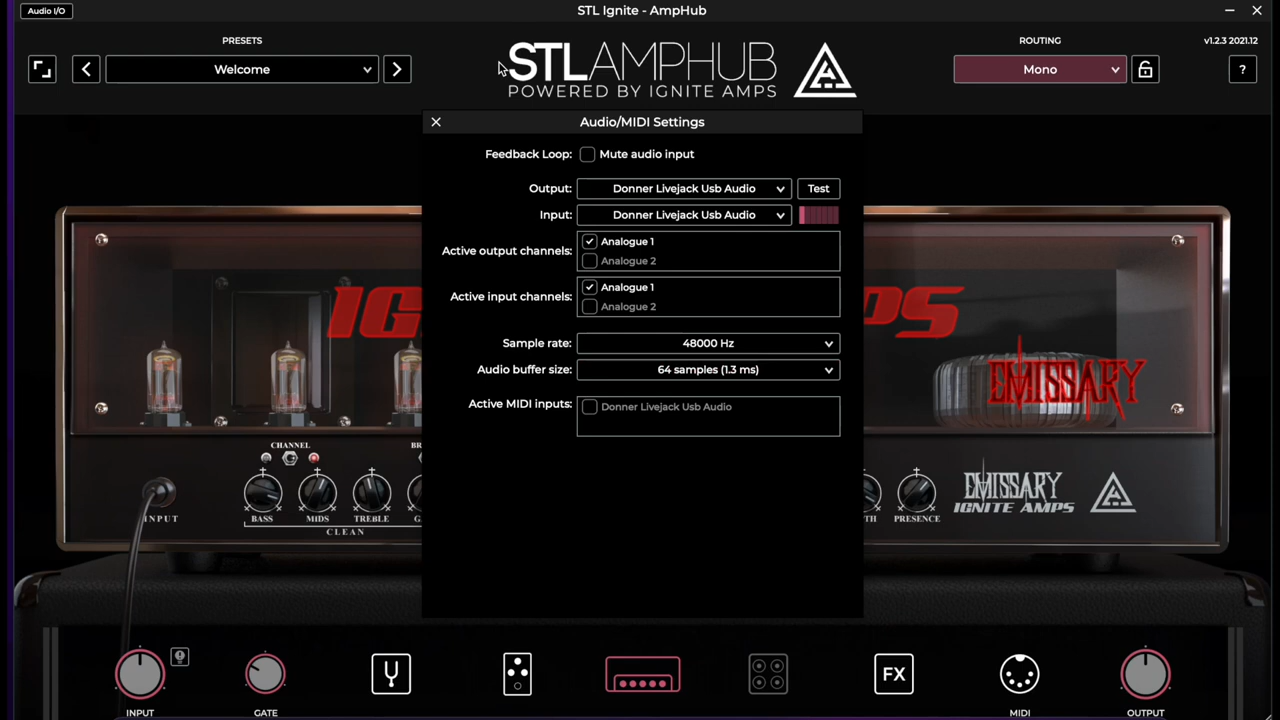 Audio I/O
STL Ignite - AmpHub
PRESETS
Welcome
STLAMPHUB
POWERED BY IGNITE AMPS
ROUTING
Mono
v1.2.3 2021.12
?
Audio/MIDI Settings
Feedback Loop: Mute audio input
Output: Donner Livejack Usb Audio Test
Input: Donner Livejack Usb Audio
Active output channels: Analogue 1
Analogue 2
Active input channels: Analogue 1
Analogue 2
Sample rate: 48000 Hz
Audio buffer size: 64 samples (1.3 ms)
Active MIDI inputs: Donner Livejack Usb Audio
EMISSARY
CHANNEL
INPUT
BASS MIDS TREBLE
CLEAN
PRESENCE
EMISSARY
IGNITE AMPS
FX
INPUT
GATE
MIDI
OUTPUT